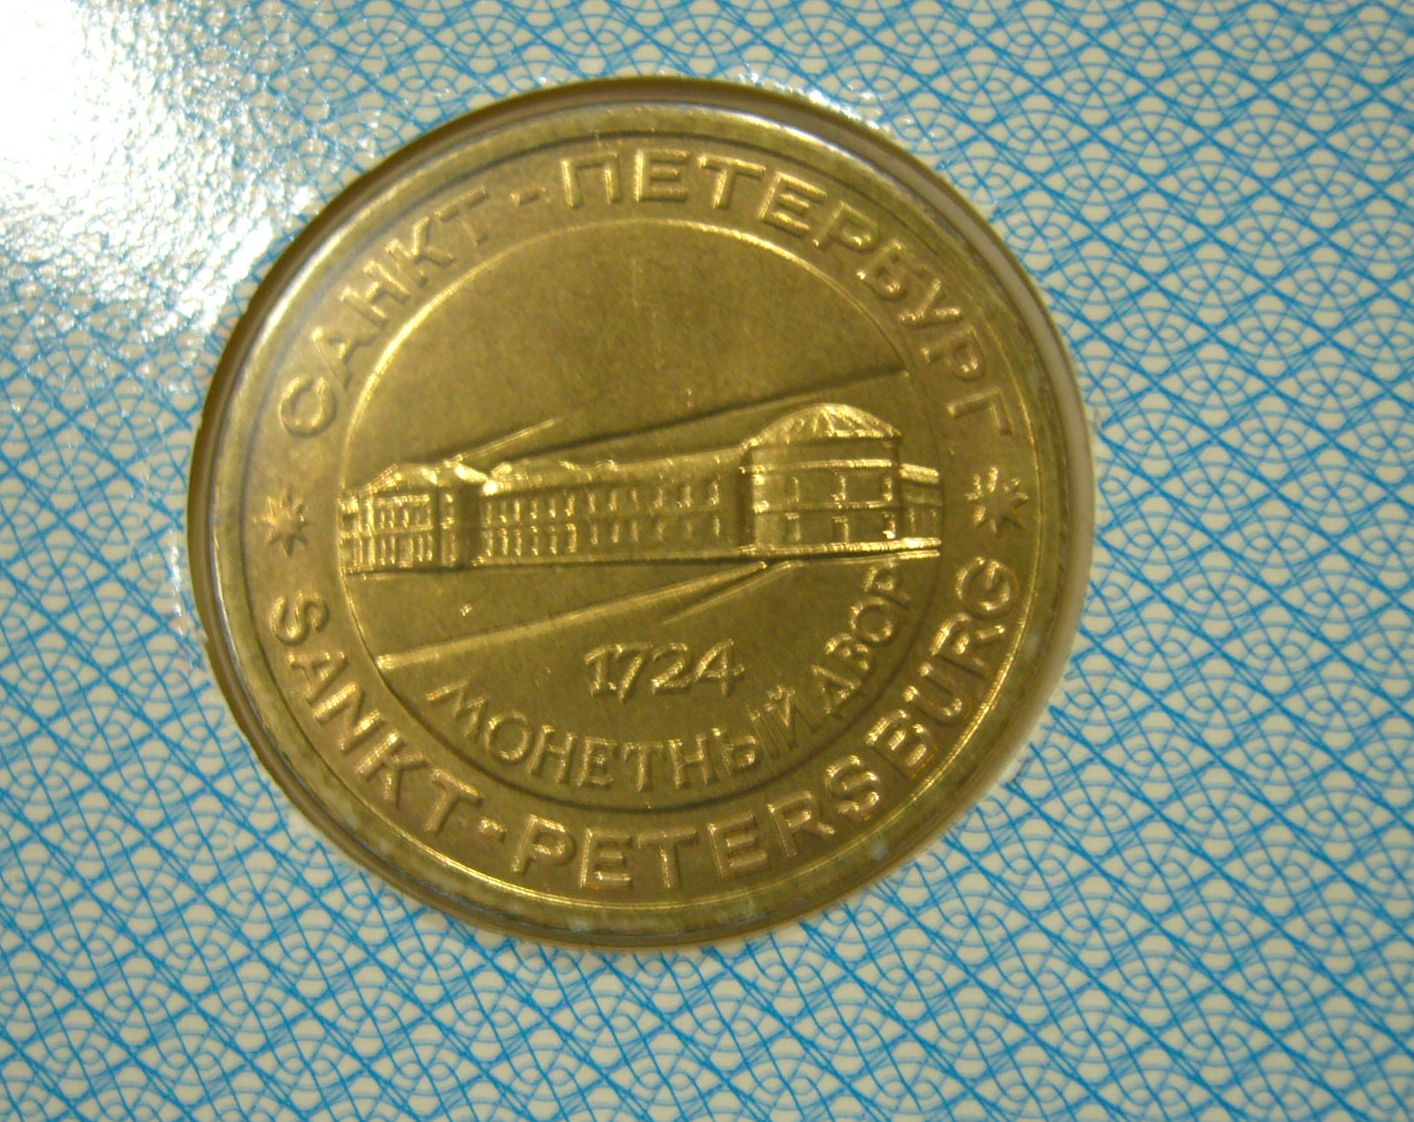 САНКТ-ПЕТЕРБУРГ
1724
МОНЕТНЫЙ ДВОР
SANKT-PETERSBURG